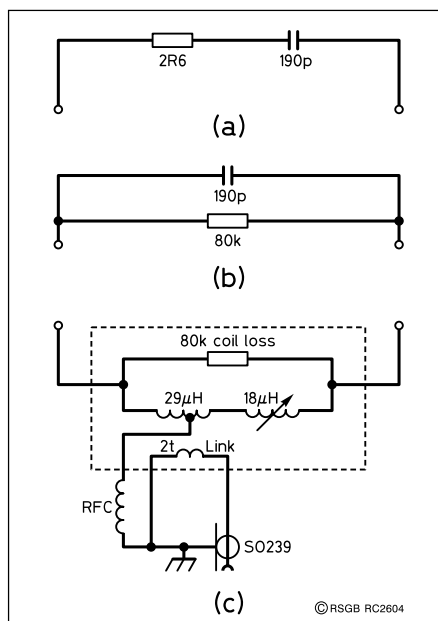 2R6
190p
(a)
190p
80k
(b)
80k coil loss
29µH
18µH
2t Link
RFC
SO239
(c)
© RSGB RC2604